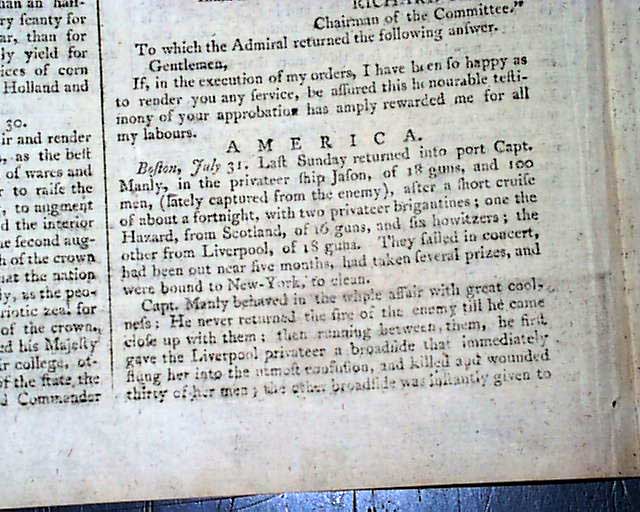 RICHARD
Chairman of the Committee."
To which the Admiral returned the following anſwer.
Gentlemen,
If, in the execution of my orders, I have been ſo happy as
to render you any ſervice, be aſſured this honourable teſti-
mony of your approbation has amply rewarded me for all
my labours.
AMERICA.
Boſton, July 31. Laſt Sunday returned into port Capt.
Manly, in the privateer ſhip Jaſon, of 18 guns, and 100
men, (lately captured from the enemy), after a ſhort cruiſe
of about a fortnight, with two privateer brigantines; one the
Hazard, from Scotland, of 16 guns, and ſix howitzers; the
other from Liverpool, of 18 guns. They ſailed in concert,
had been out near five months, had taken ſeveral prizes, and
were bound to New-York, to clean.
Capt. Manly behaved in the whole affair with great cool-
neſs; He never returned the fire of the enemy till he came
cloſe up with them; then running between them, he firſt
gave the Liverpool privateer a broadſide that immediately
flung her into the utmoſt confuſion, and killed and wounded
thirty of her men; the other broadſide was inſtantly given to
an half-
ry ſcanty for
ar, than for
ly yield for
ices of corn
Holland and
30.
ir and render
, as the beſt
of wares and
r to raiſe the
, to augment
d the interior
he ſecond aug-
h of the crown
hat the nation
ly, as the peo-
riotic zeal for
of the crown,
ed his Majeſty
ir college, of-
of the ſtate, the
d Commander